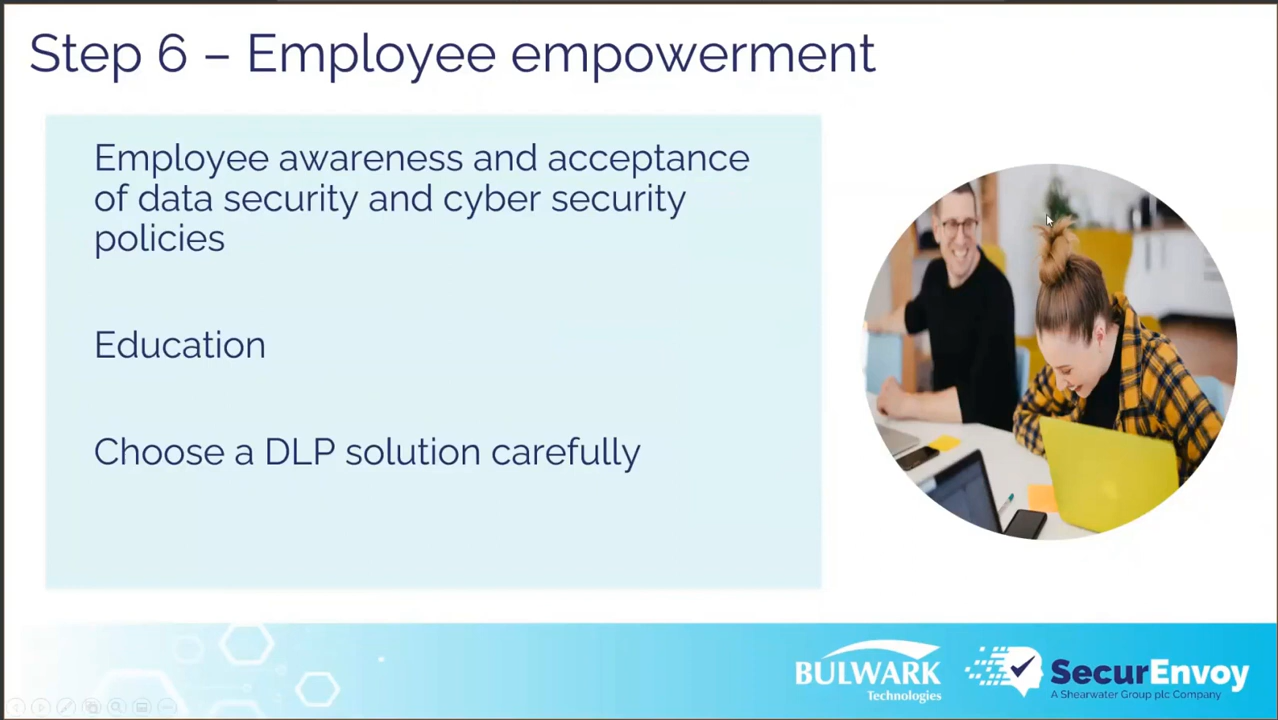 Step 6 – Employee empowerment
Employee awareness and acceptance
of data security and cyber security
policies
Education
Choose a DLP solution carefully
BULWARK
Technologies
SecurEnvoy
A Shearwater Group plc Company